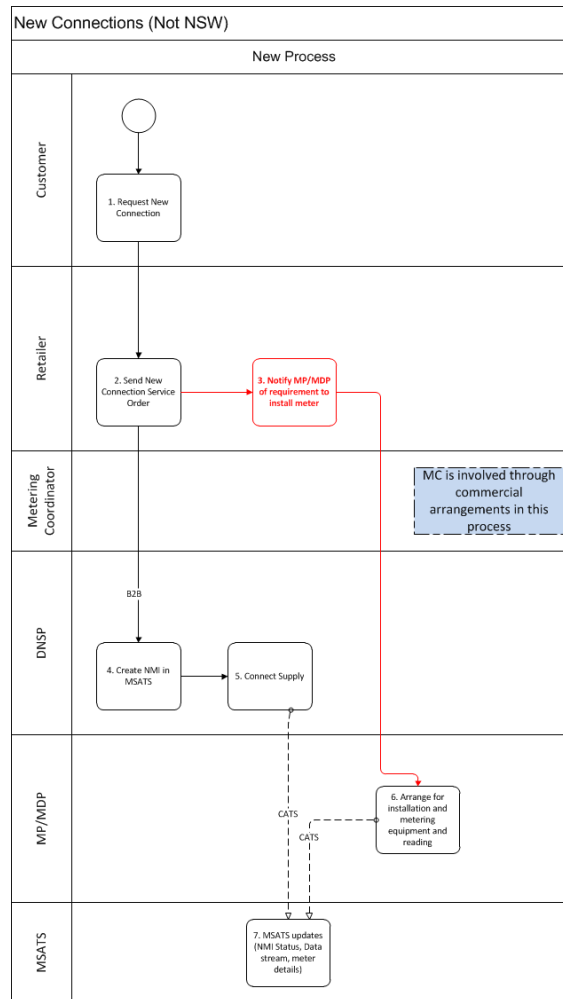 New Connections (Not NSW)
New Process
Customer
1. Request New
Connection
Retailer
2. Send New
Connection Service
Order
3. Notify MP/MDP
of requirement to
install meter
Metering
Coordinator
MC is involved through
commercial
arrangements in this
process
B2B
DNSP
4. Create NMI in
MSATS
5. Connect Supply
MP/MDP
6. Arrange for
installation and
metering
equipment and
reading
CATS
CATS
MSATS
7. MSATS updates
(NMI Status, Data
stream, meter
details)